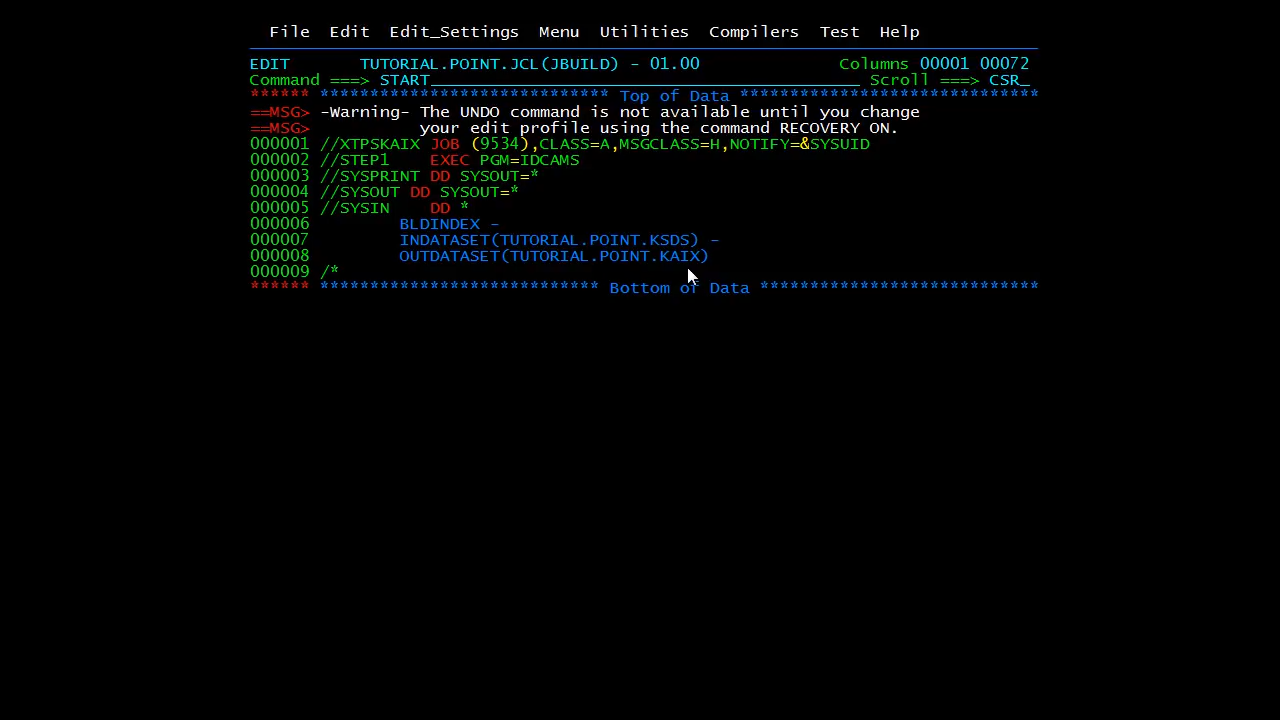 File  Edit  Edit_Settings  Menu  Utilities  Compilers  Test  Help
EDIT       TUTORIAL.POINT.JCL(JBUILD) - 01.00              Columns 00001 00072
Command ===> START___________________________________________ Scroll ===> CSR_
****** ***************************** Top of Data ******************************
==MSG> -Warning- The UNDO command is not available until you change
==MSG>           your edit profile using the command RECOVERY ON.
000001 //XTPSKAIX JOB (9534),CLASS=A,MSGCLASS=H,NOTIFY=&SYSUID
000002 //STEP1    EXEC PGM=IDCAMS
000003 //SYSPRINT DD SYSOUT=*
000004 //SYSOUT DD SYSOUT=*
000005 //SYSIN    DD *
000006         BLDINDEX -
000007         INDATASET(TUTORIAL.POINT.KSDS) -
000008         OUTDATASET(TUTORIAL.POINT.KAIX)
000009 /*
****** **************************** Bottom of Data ****************************